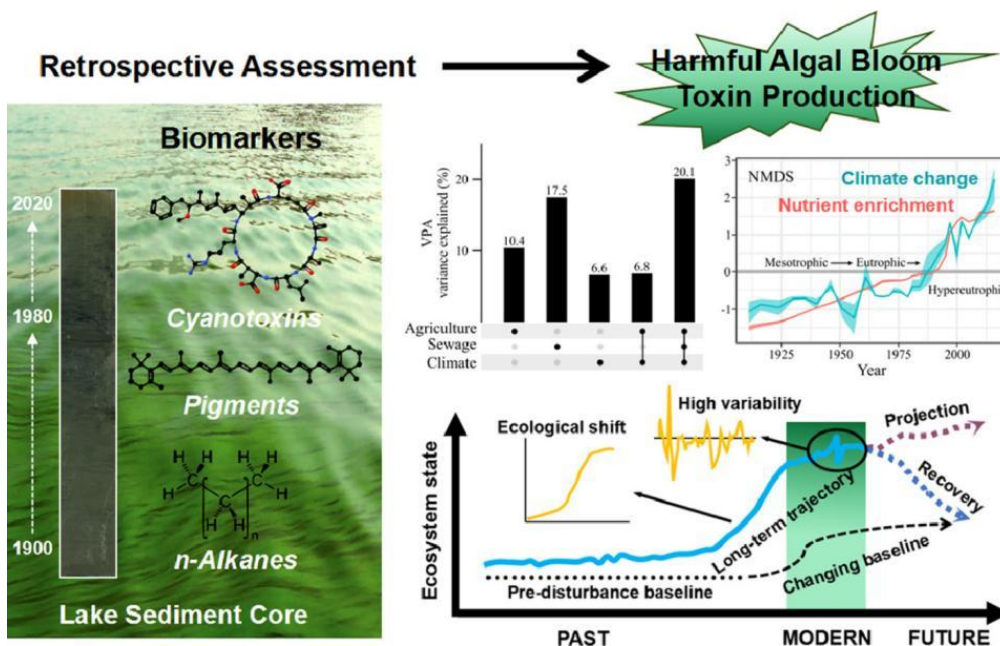 Retrospective Assessment
Harmful Algal Bloom
Toxin Production
Biomarkers
2020
1980
1900
Cyanotoxins
Pigments
H
H
H
H
C
C
C
H
H
n
n-Alkanes
Lake Sediment Core
VPA
variance explained (%)
20
10
10.4
17.5
6.6
6.8
20.1
Agriculture
Sewage
Climate
3
2
1
0
-1
NMDS
Climate change
Nutrient enrichment
Mesotrophic
Eutrophic
Hypereutrophic
1925
1950
1975
2000
Year
Ecosystem state
Ecological shift
High variability
Projection
Recovery
Long-term trajectory
Changing baseline
Pre-disturbance baseline
PAST
MODERN
FUTURE